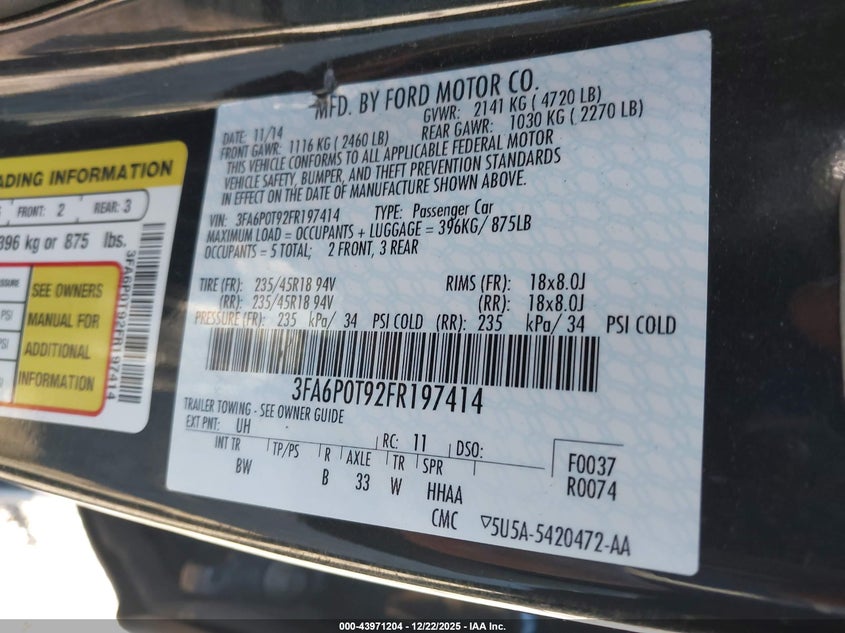 MFD. BY FORD MOTOR CO.
DATE: 11/14 GVWR: 2141 KG ( 4720 LB)
FRONT GAWR: 1116 KG ( 2460 LB) REAR GAWR: 1030 KG ( 2270 LB)
THIS VEHICLE CONFORMS TO ALL APPLICABLE FEDERAL MOTOR
VEHICLE SAFETY, BUMPER, AND THEFT PREVENTION STANDARDS
IN EFFECT ON THE DATE OF MANUFACTURE SHOWN ABOVE.
VIN: 3FA6P0T92FR197414 TYPE: Passenger Car
MAXIMUM LOAD = OCCUPANTS + LUGGAGE = 396KG/ 875LB
OCCUPANTS = 5 TOTAL; 2 FRONT, 3 REAR
TIRE (FR): 235/45R18 94V RIMS (FR): 18x8.0J
(RR): 235/45R18 94V (RR): 18x8.0J
PRESSURE (FR): 235 kPa/ 34 PSI COLD (RR): 235 kPa/ 34 PSI COLD
3FA6P0T92FR197414
TRAILER TOWING - SEE OWNER GUIDE
EXT PNT: UH RC: 11 DSO:
INT TR TP/PS R AXLE TR SPR F0037
BW B 33 W HHAA R0074
CMC ▽5U5A-5420472-AA
ADING INFORMATION
FRONT: 2 REAR: 3
396 kg or 875 lbs.
SSURE
PSI
PSI
SEE OWNERS
MANUAL FOR
ADDITIONAL
INFORMATION
3FA6P0T92FR197414
000-43971204 - 12/22/2025 - IAA Inc.